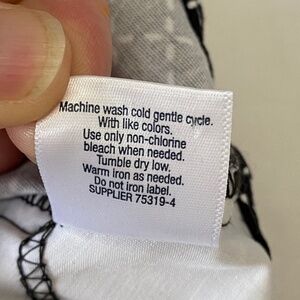 Machine wash cold gentle cycle.
With like colors.
Use only non-chlorine
bleach when needed.
Tumble dry low.
Warm iron as needed.
Do not iron label.
SUPPLIER 75319-4